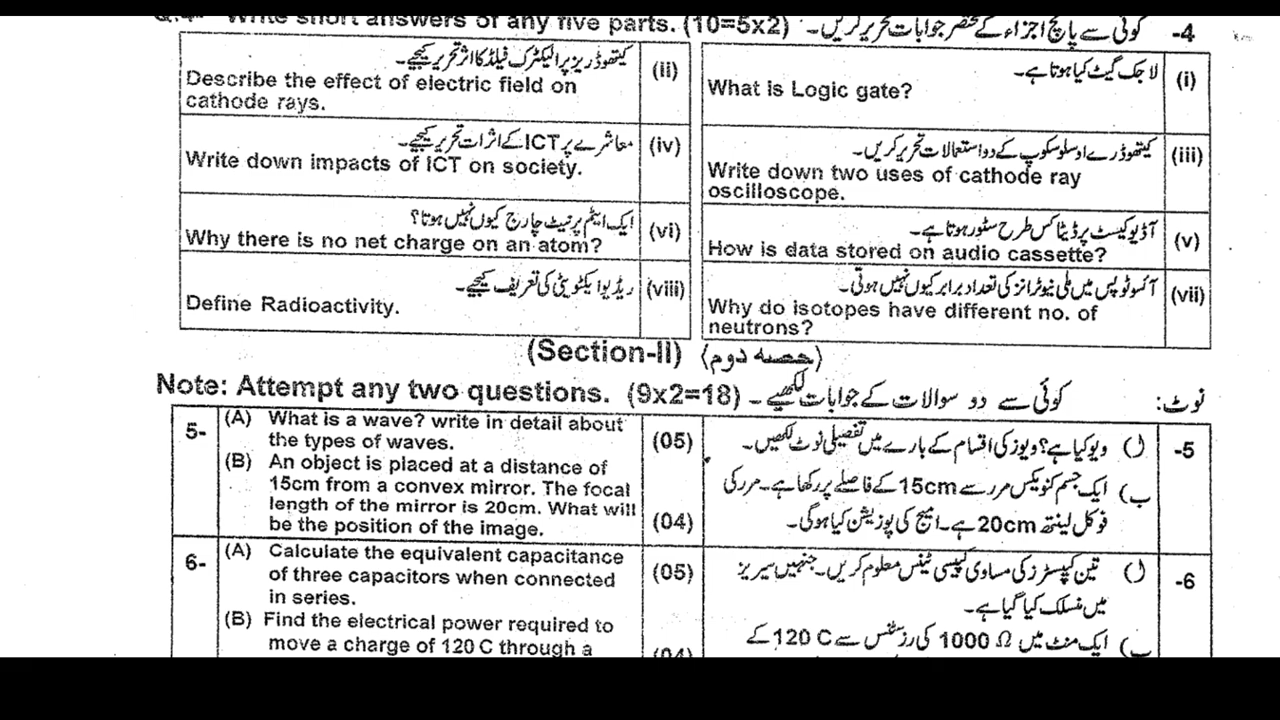 Write short answers of any five parts. (10=5x2) کوئی سے پانچ اجزاء کے مختصر جوابات تحریر کریں۔ -4
کیتھوڈ ریز پر الیکٹرک فیلڈ کا اثر تحریر کیجیے۔ (ii)
Describe the effect of electric field on
cathode rays.
لاجک گیٹ کیا ہوتا ہے۔ (i)
What is Logic gate?
معاشرے پر ICT کے اثرات تحریر کیجیے۔ (iv)
Write down impacts of ICT on society.
کیتھوڈ رے اوسلوسکوپ کے دو استعمالات تحریر کریں۔ (iii)
Write down two uses of cathode ray
oscilloscope.
ایک ایٹم پر نیٹ چارج کیوں نہیں ہوتا؟ (vi)
Why there is no net charge on an atom?
آڈیو کیسٹ پر ڈیٹا کس طرح سٹور ہوتا ہے۔ (v)
How is data stored on audio cassette?
ریڈیو ایکٹویٹی کی تعریف کیجیے۔ (viii)
Define Radioactivity.
آئسوٹوپس میں نیوٹرانز کی تعداد برابر کیوں نہیں ہوتی۔ (vii)
Why do isotopes have different no. of
neutrons?
(Section-II) (حصہ دوم)
Note: Attempt any two questions. (9x2=18) نوٹ: کوئی سے دو سوالات کے جوابات لکھیے۔
5- (A) What is a wave? write in detail about
the types of waves. (05)
(B) An object is placed at a distance of
15cm from a convex mirror. The focal
length of the mirror is 20cm. What will
be the position of the image. (04)
-5 (ا) ویو کیا ہے؟ ویوز کی اقسام کے بارے میں تفصیلی نوٹ لکھیں۔
ب) ایک جسم کنویکس مرر سے 15cm کے فاصلے پر رکھا ہے۔ مرر کی
فوکل لینتھ 20cm ہے۔ امیج کی پوزیشن کیا ہوگی۔
6- (A) Calculate the equivalent capacitance
of three capacitors when connected
in series. (05)
(B) Find the electrical power required to
move a charge of 120 C through a (04)
-6 (ا) تین کپیسٹرز کی مساوی کپیسی ٹینس معلوم کریں۔ جنہیں سیریز
میں منسلک کیا گیا ہے۔
ب) ایک منٹ میں 1000 Ω کی رزسٹنس سے 120 C کے